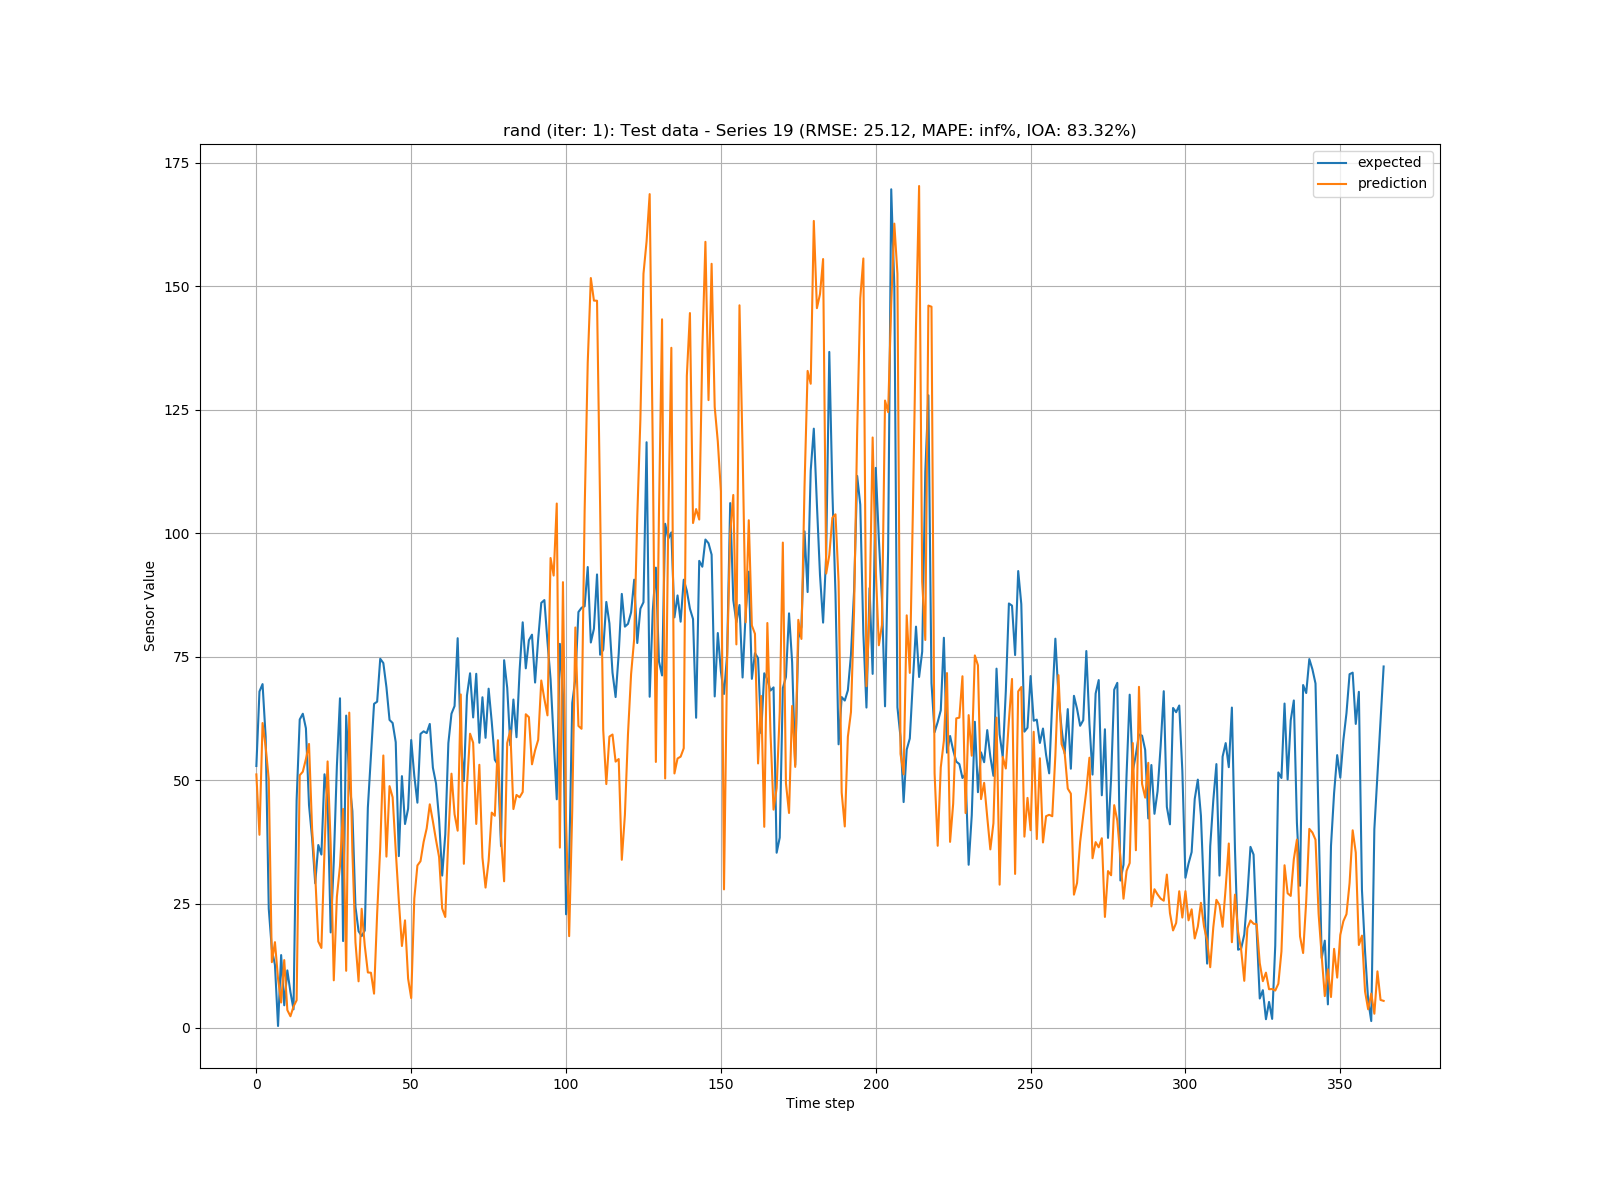 rand (iter: 1): Test data - Series 19 (RMSE: 25.12, MAPE: inf%, IOA: 83.32%)
expected
prediction
175
150
125
100
75
50
25
0
Sensor Value
0 50 100 150 200 250 300 350
Time step